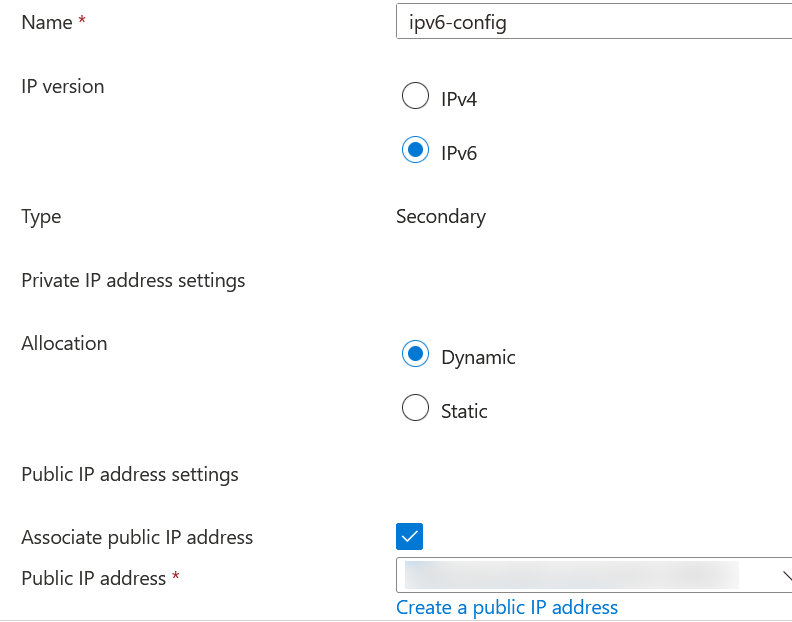 Name *
ipv6-config
IP version
IPv4
IPv6
Type
Secondary
Private IP address settings
Allocation
Dynamic
Static
Public IP address settings
Associate public IP address
Public IP address *
Create a public IP address